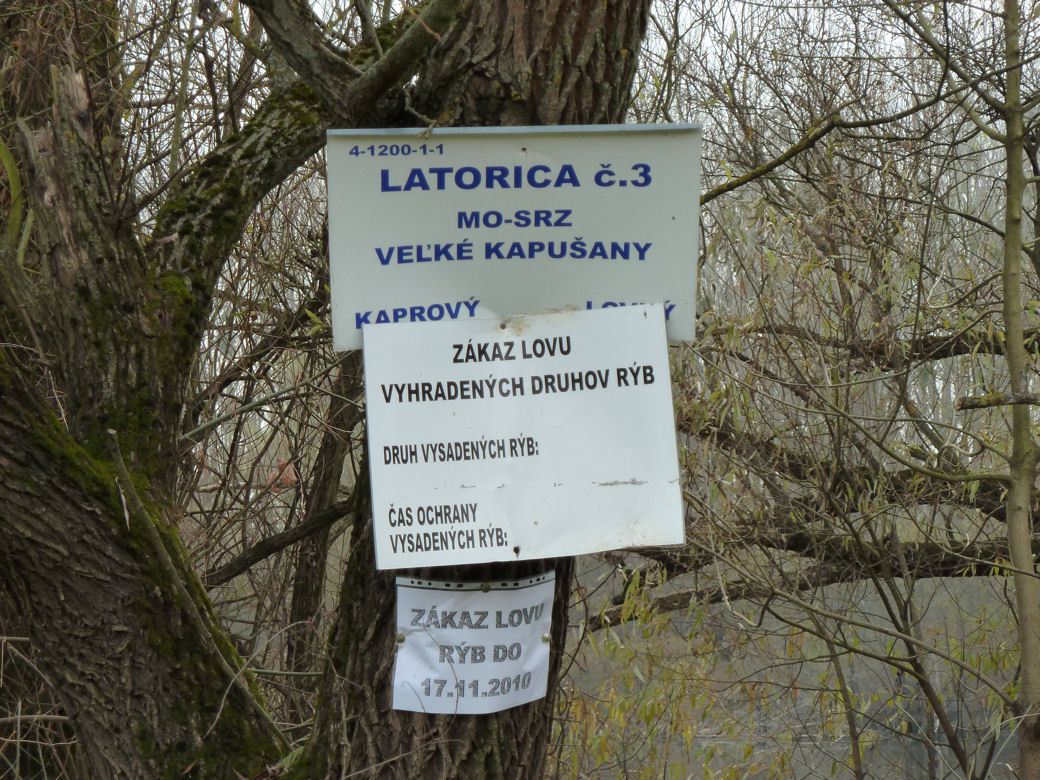 4-1200-1-1
LATORICA č.3
MO-SRZ
VEĽKÉ KAPUŠANY
KAPROVÝ LOVNÝ
ZÁKAZ LOVU
VYHRADENÝCH DRUHOV RÝB
DRUH VYSADENÝCH RÝB:
ČAS OCHRANY
VYSADENÝCH RÝB:
ZÁKAZ LOVU
RÝB DO
17.11.2010